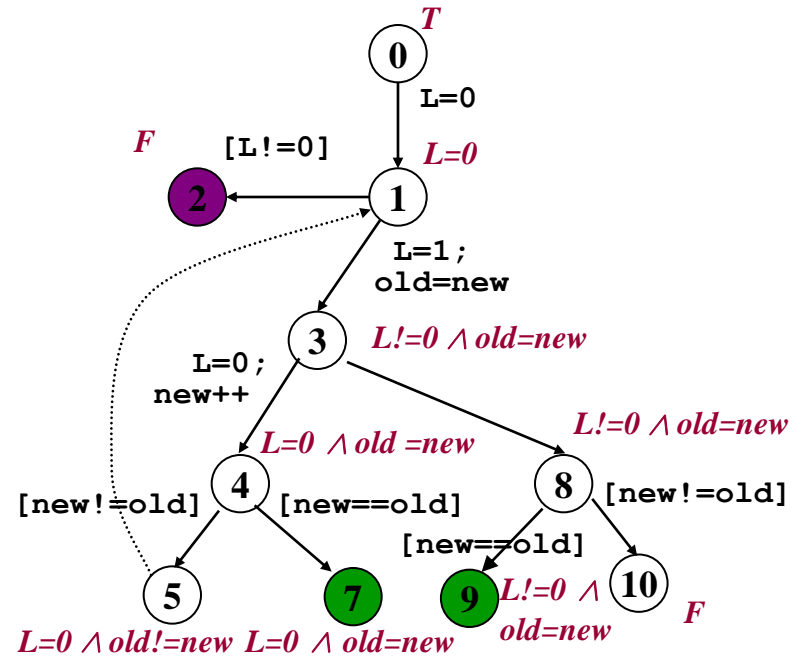 T
0
L=0
F
[L!=0]
L=0
2
1
L=1;
old=new
3
L!=0 ∧ old=new
L=0;
new++
L!=0 ∧ old=new
L=0 ∧ old =new
4
8
[new!=old]
[new==old]
[new!=old]
[new==old]
5
7
9
L!=0 ∧
old=new
10
F
L=0 ∧ old!=new
L=0 ∧ old=new